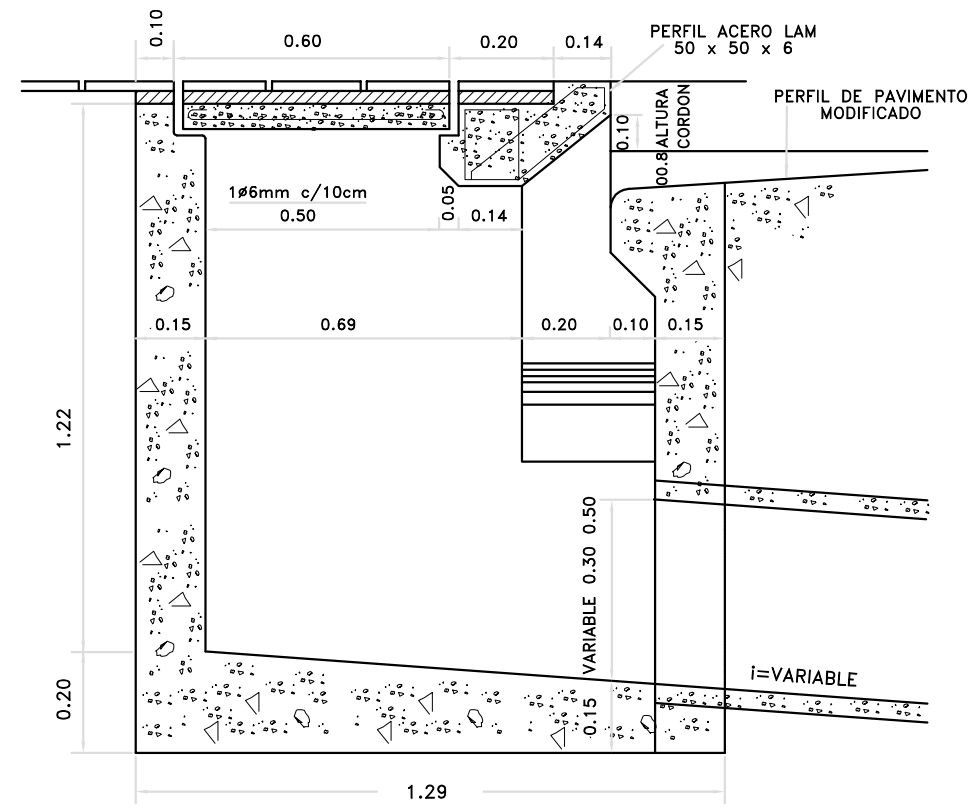 0.10
0.60
0.20
0.14
PERFIL ACERO LAM
50 x 50 x 6
PERFIL DE PAVIMENTO
MODIFICADO
0.10
00.8 ALTURA
CORDON
1ø6mm c/10cm
0.50
0.05
0.14
0.15
0.69
0.20
0.10
0.15
1.22
VARIABLE 0.30 0.50
0.15
i=VARIABLE
0.20
1.29